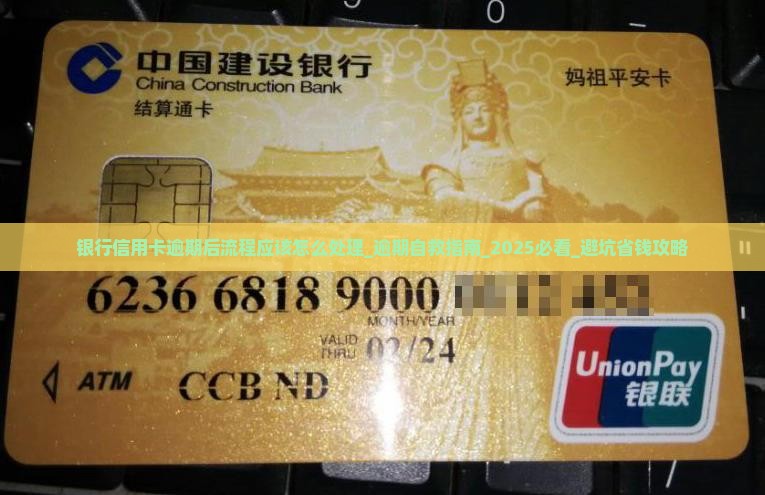 0
中国建设银行
China Construction Bank
妈祖平安卡
结算通卡
银行信用卡逾期后流程应该怎么处理_逾期自救指南_2025必看_避坑省钱攻略
6236 6818 9000
MONTH/YEAR
VALID
THRU
ATM
CCB ND
UnionPay
银联